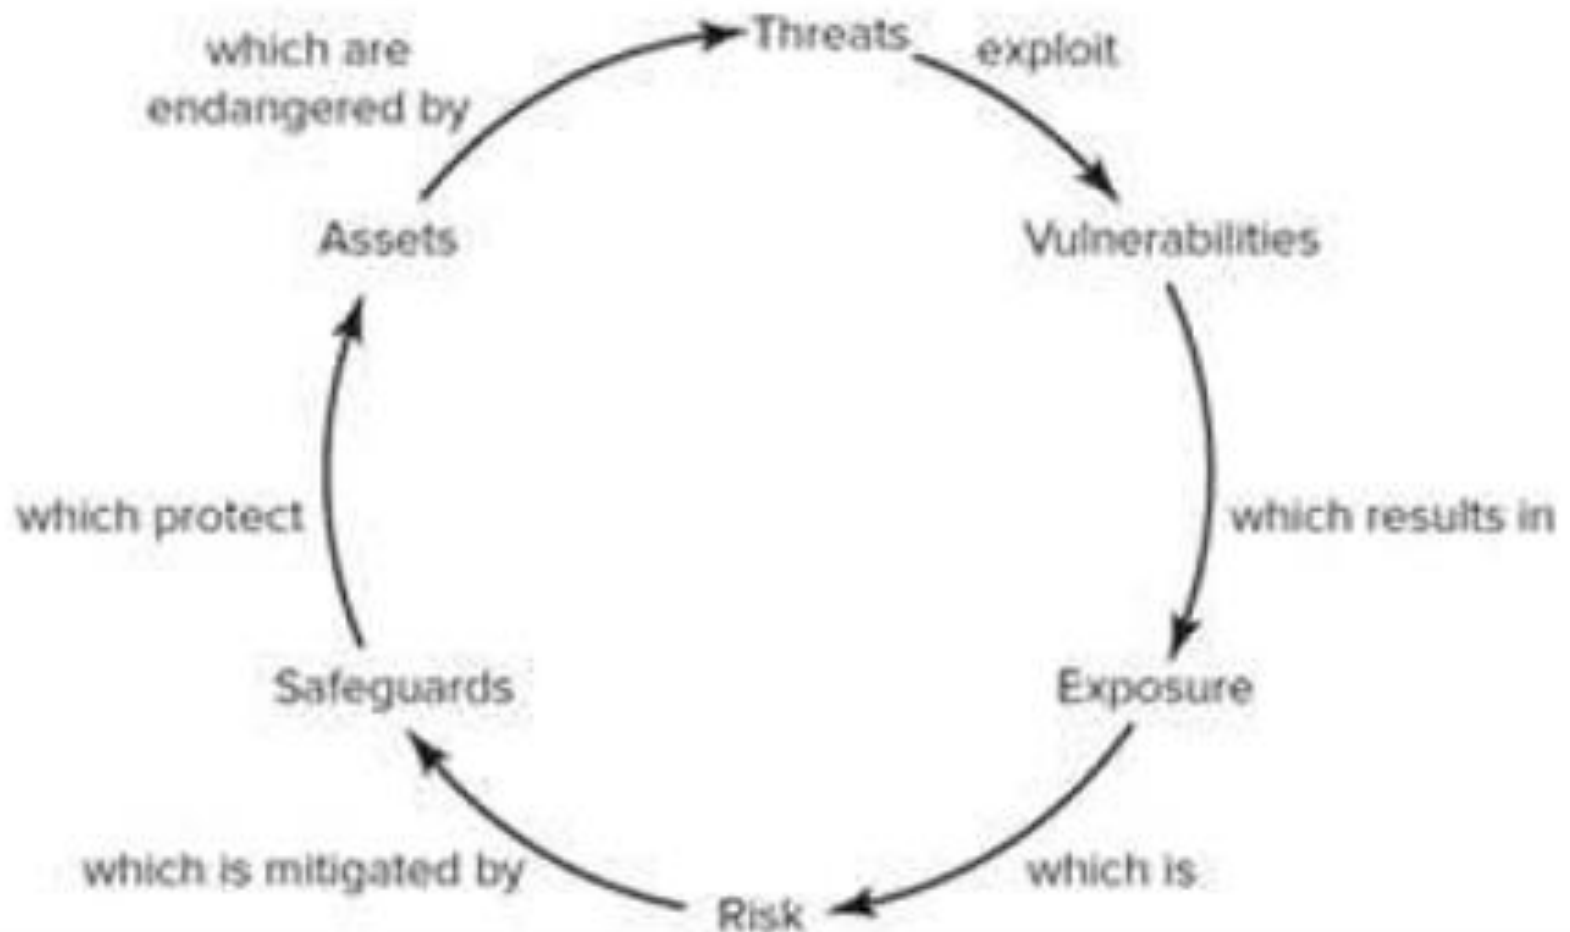 which are
endangered by
Threats
exploit
Assets
Vulnerabilities
which protect
which results in
Safeguards
Exposure
which is mitigated by
which is
Risk